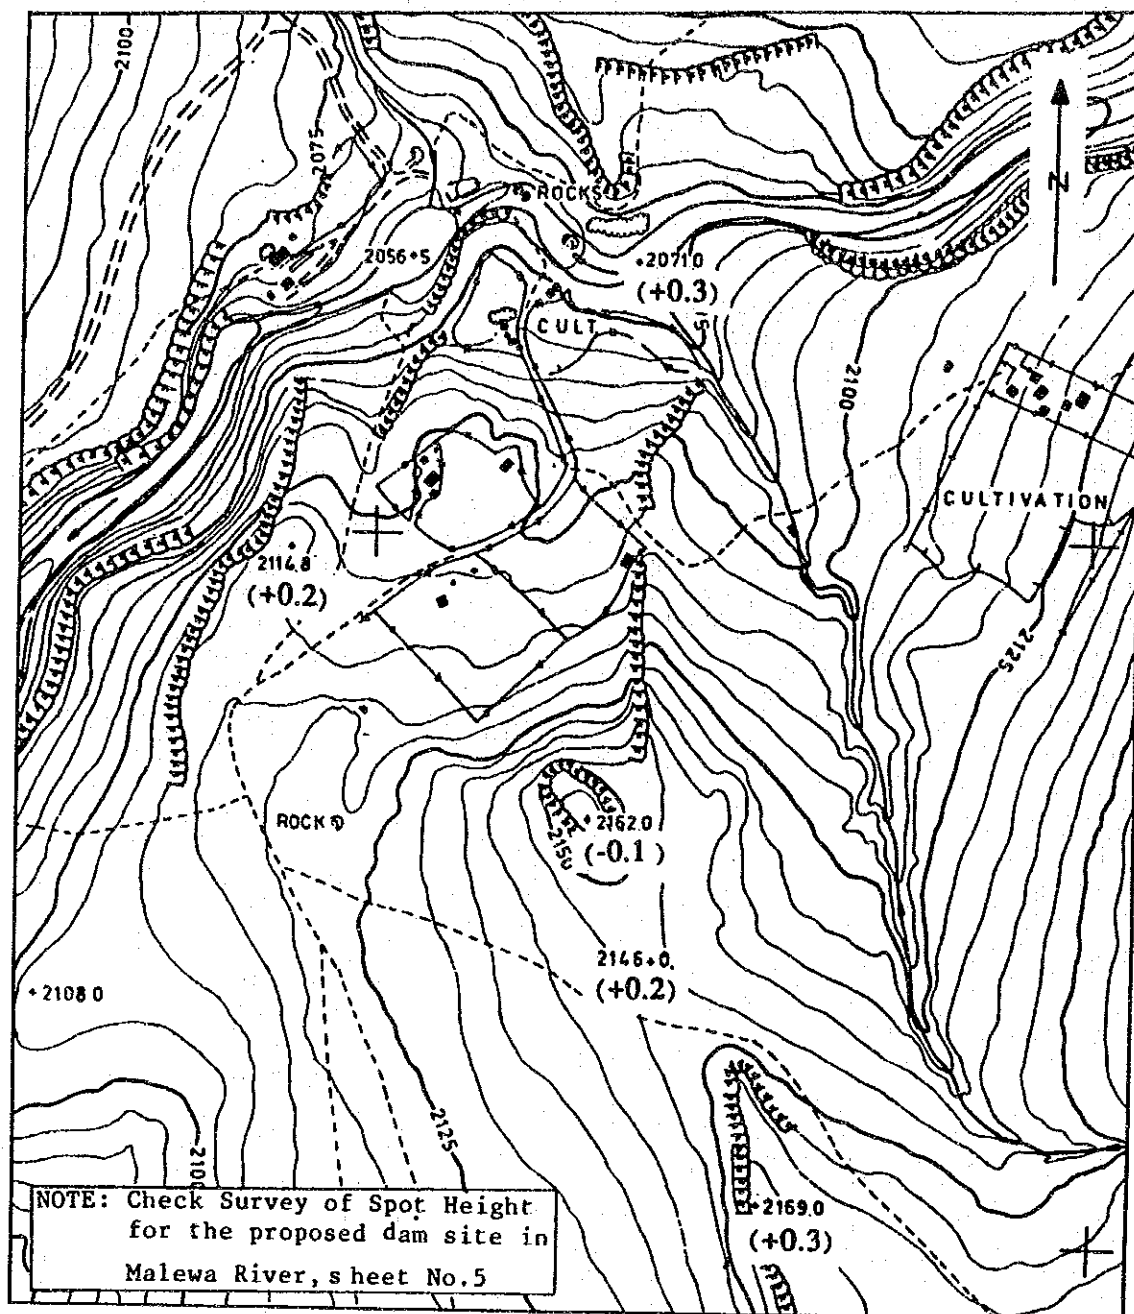 2100
2075
ROCKS
N
2056+5
+2071.0
(+0.3)
CULT.
2100
CULTIVATION
2114.8
(+0.2)
2125
ROCK
+2162.0
2150
(-0.1)
2146+0
(+0.2)
+2108.0
2125
2100
+2169.0
(+0.3)
NOTE: Check Survey of Spot Height
for the proposed dam site in
Malewa River, sheet No.5